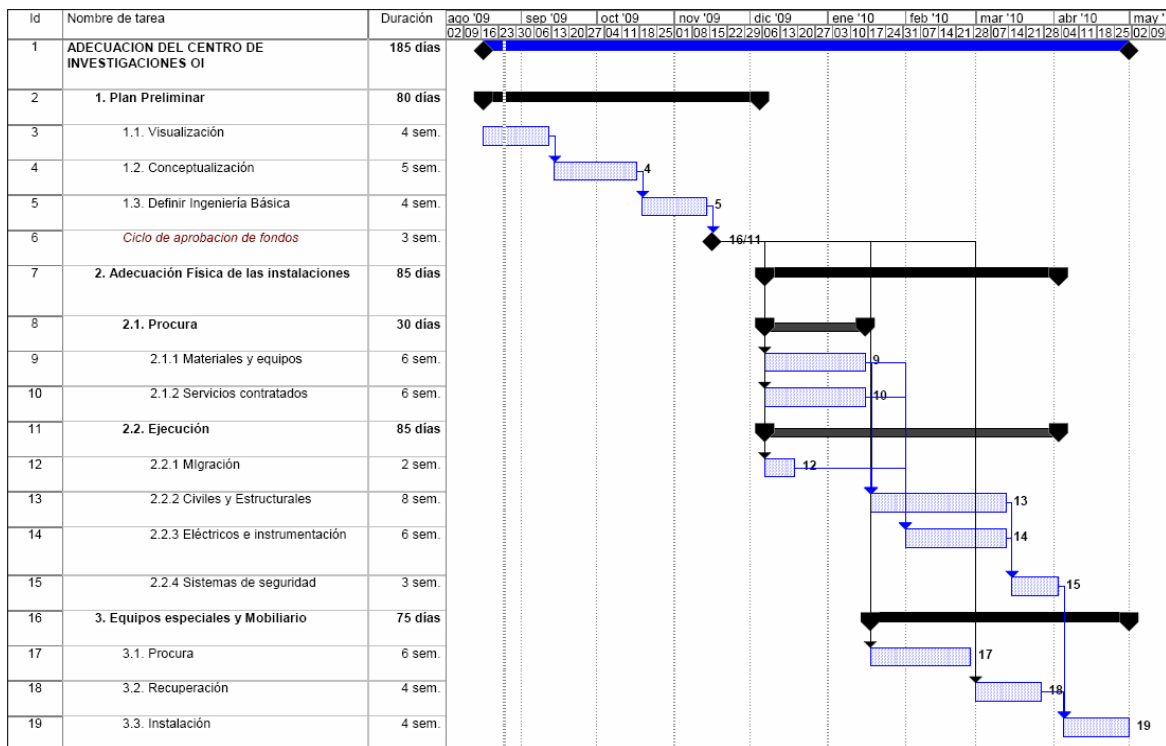 Id Nombre de tarea Duración ago '09 sep '09 oct '09 nov '09 dic '09 ene '10 feb '10 mar '10 abr '10 may '
02 09 16 23 30 06 13 20 27 04 11 18 25 01 08 15 22 29 06 13 20 27 03 10 17 24 31 07 14 21 28 07 14 21 28 04 11 18 25 02 09
1 ADECUACION DEL CENTRO DE 185 días
INVESTIGACIONES OI
2 1. Plan Preliminar 80 días
3 1.1. Visualización 4 sem.
4 1.2. Conceptualización 5 sem. 4
5 1.3. Definir Ingeniería Básica 4 sem. 5
6 Ciclo de aprobacion de fondos 3 sem. 16/11
7 2. Adecuación Física de las instalaciones 85 días
8 2.1. Procura 30 días
9 2.1.1 Materiales y equipos 6 sem. 9
10 2.1.2 Servicios contratados 6 sem. 10
11 2.2. Ejecución 85 días
12 2.2.1 MIgración 2 sem. 12
13 2.2.2 Civiles y Estructurales 8 sem. 13
14 2.2.3 Eléctricos e instrumentación 6 sem. 14
15 2.2.4 Sistemas de seguridad 3 sem. 15
16 3. Equipos especiales y Mobiliario 75 días
17 3.1. Procura 6 sem. 17
18 3.2. Recuperación 4 sem. 18
19 3.3. Instalación 4 sem. 19